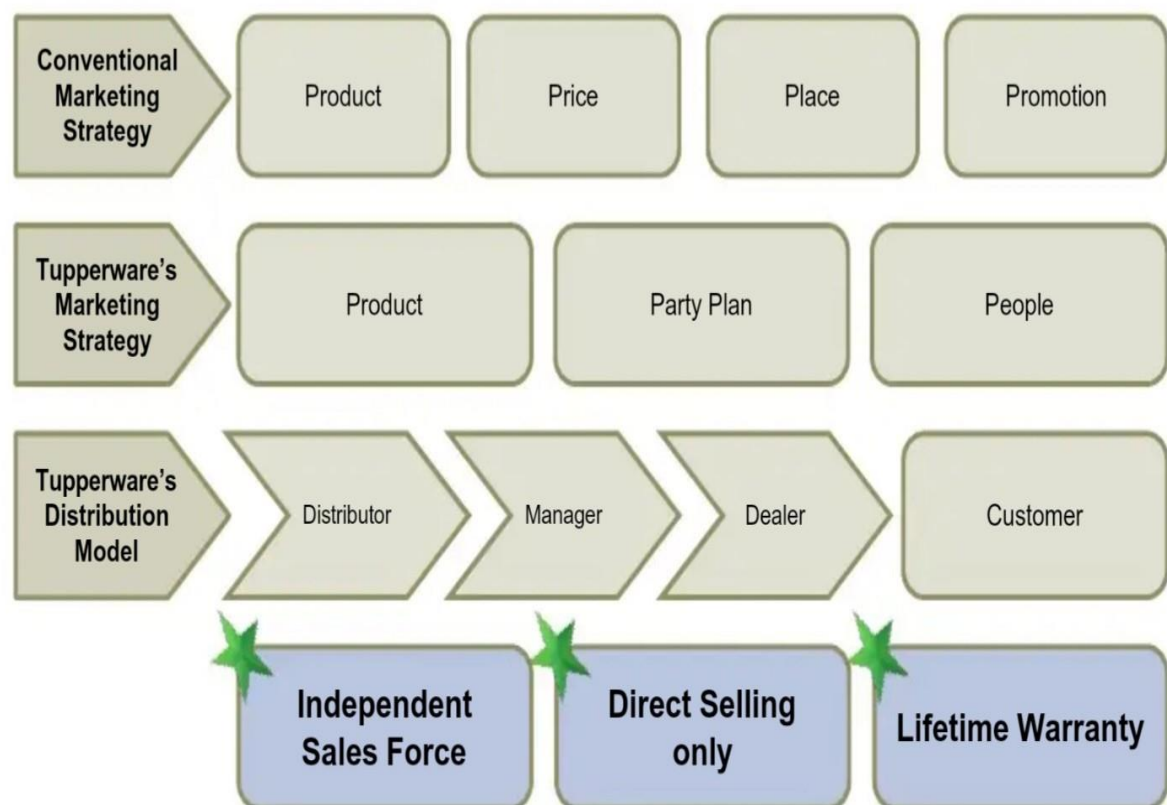 Conventional
Marketing
Strategy
Product
Price
Place
Promotion
Tupperware's
Marketing
Strategy
Product
Party Plan
People
Tupperware's
Distribution
Model
Distributor
Manager
Dealer
Customer
Independent
Sales Force
Direct Selling
only
Lifetime Warranty